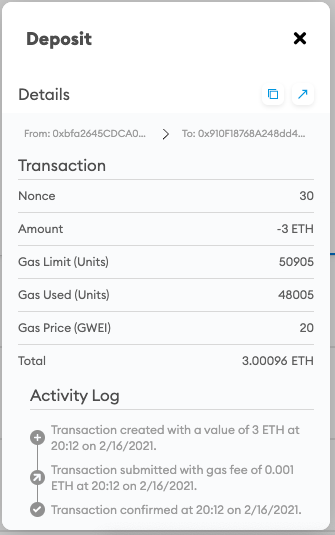 Deposit
Details
From: 0xbfa2645CDCA0... To: 0x910F18768A248dd4...
Transaction
Nonce 30
Amount -3 ETH
Gas Limit (Units) 50905
Gas Used (Units) 48005
Gas Price (GWEI) 20
Total 3.00096 ETH
Activity Log
Transaction created with a value of 3 ETH at
20:12 on 2/16/2021.
Transaction submitted with gas fee of 0.001
ETH at 20:12 on 2/16/2021.
Transaction confirmed at 20:12 on 2/16/2021.